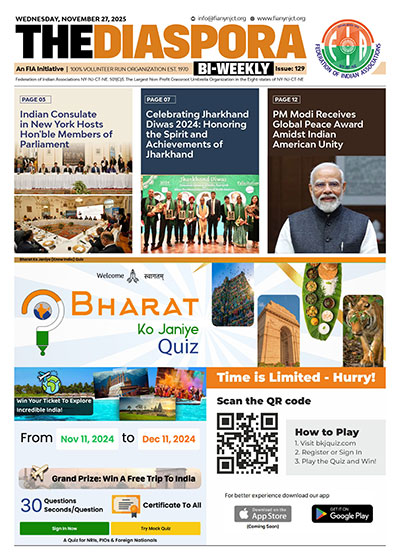 WEDNESDAY, NOVEMBER 27, 2025
info@fianynjct.org
www.fianynjct.org
THEDIASPORA
An FIA Initiative | 100% VOLUNTEER RUN ORGANIZATION EST. 1970
BI-WEEKLY
Issue: 129
FIA
FEDERATION OF INDIAN ASSOCIATIONS
Federation of Indian Associations NY-NJ-CT-NE 501(C)3: The Largest Non Profit Grassroot Umbrella Organization in the Eight states of NY-NJ-CT-NE
PAGE 03
Indian Consulate
in New York Hosts
Hon'ble Members of
Parliament
PAGE 07
Celebrating Jharkhand
Diwas 2024: Honoring
the Spirit and
Achievements of
Jharkhand
Jharkhand Diwas
PAGE 12
PM Modi Receives
Global Peace Award
Amidst Indian
American Unity
Bharat Ko Janiye (Know India) Quiz
Welcome स्वागतम्
BHARAT
Ko Janiye
Quiz
Win Your Ticket To Explore
Incredible India!
From Nov 11, 2024 to Dec 11, 2024
Grand Prize: Win A Free Trip To India
30 Questions
Seconds/Question
Certificate To All
Sign in Now
Try Mock Quiz
A Quiz for NRIs, PIOs & Foreign Nationals
Time is Limited - Hurry!
Scan the QR code
How to Play
1. Visit bkjquiz.com
2. Register or Sign In
3. Play the Quiz and Win!
For better experience download our app
Download on the
App Store
(Coming Soon)
GET IT ON
Google Play